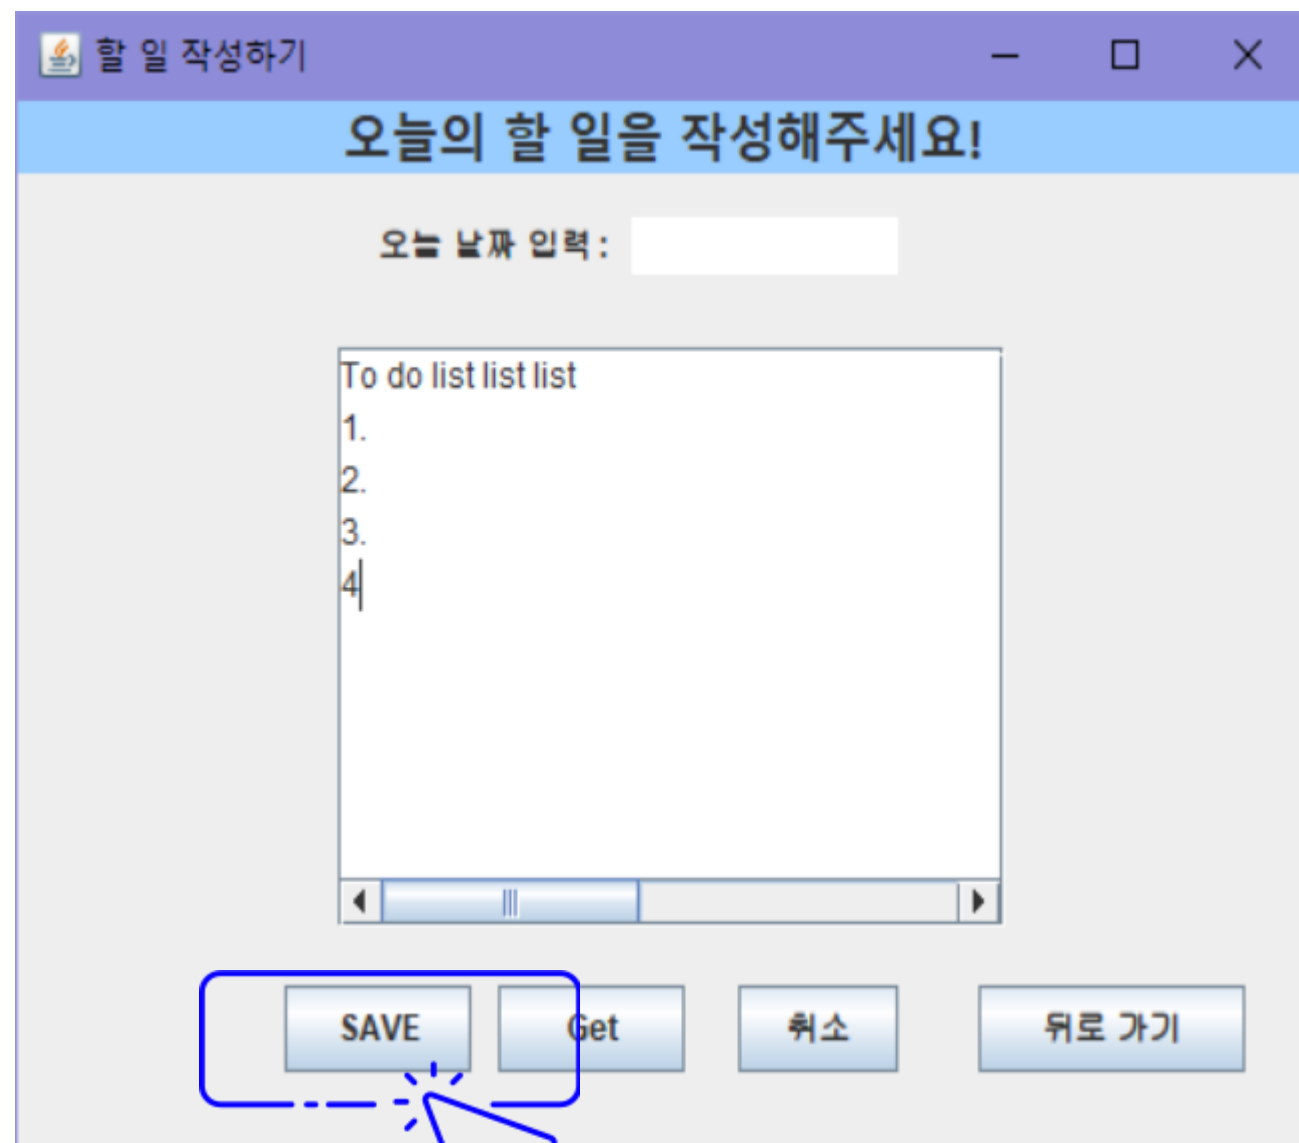 할 일 작성하기
오늘의 할 일을 작성해주세요!
오늘 날짜 입력 :
To do list list list
1.
2.
3.
4
SAVE Get 취소 뒤로 가기